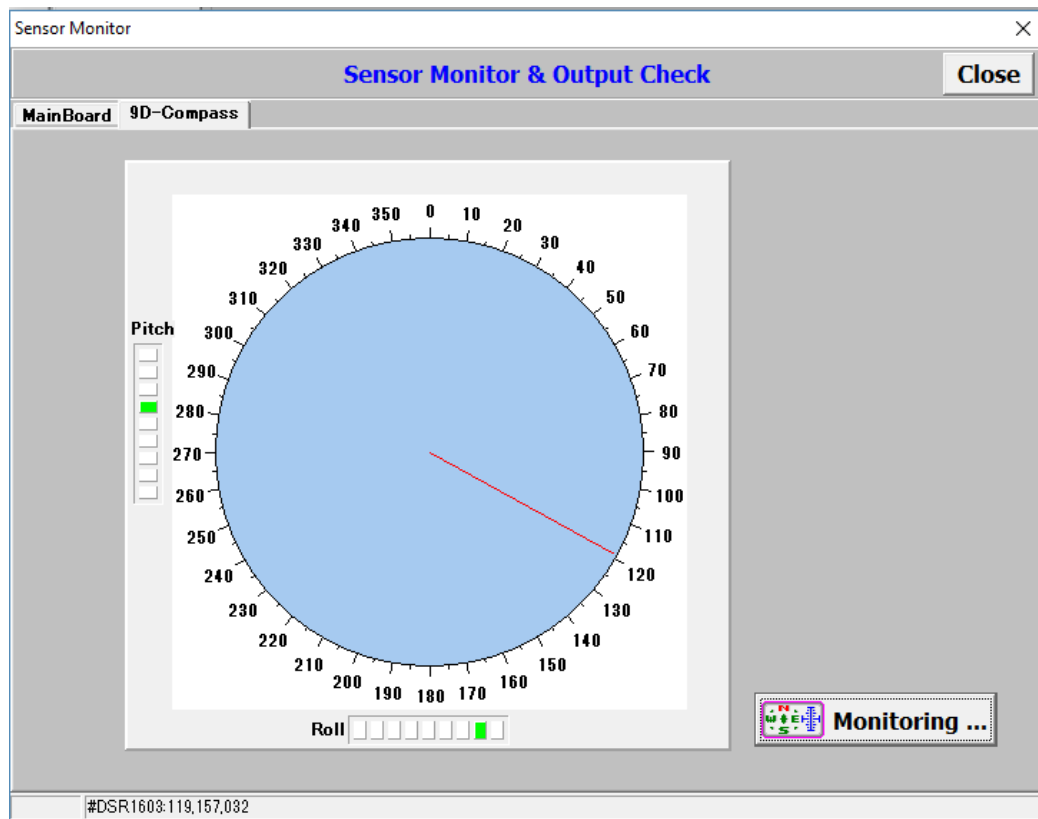 Sensor Monitor
Sensor Monitor & Output Check
Close
MainBoard 9D-Compass
350 0 10
340 20
330 30
320 40
310 50
Pitch 300 60
290 70
280 80
270 90
260 100
250 110
240 120
230 130
220 140
210 150
200 160
190 180 170
Roll
N
W E
S
Monitoring ...
#DSR1603:119,157,032